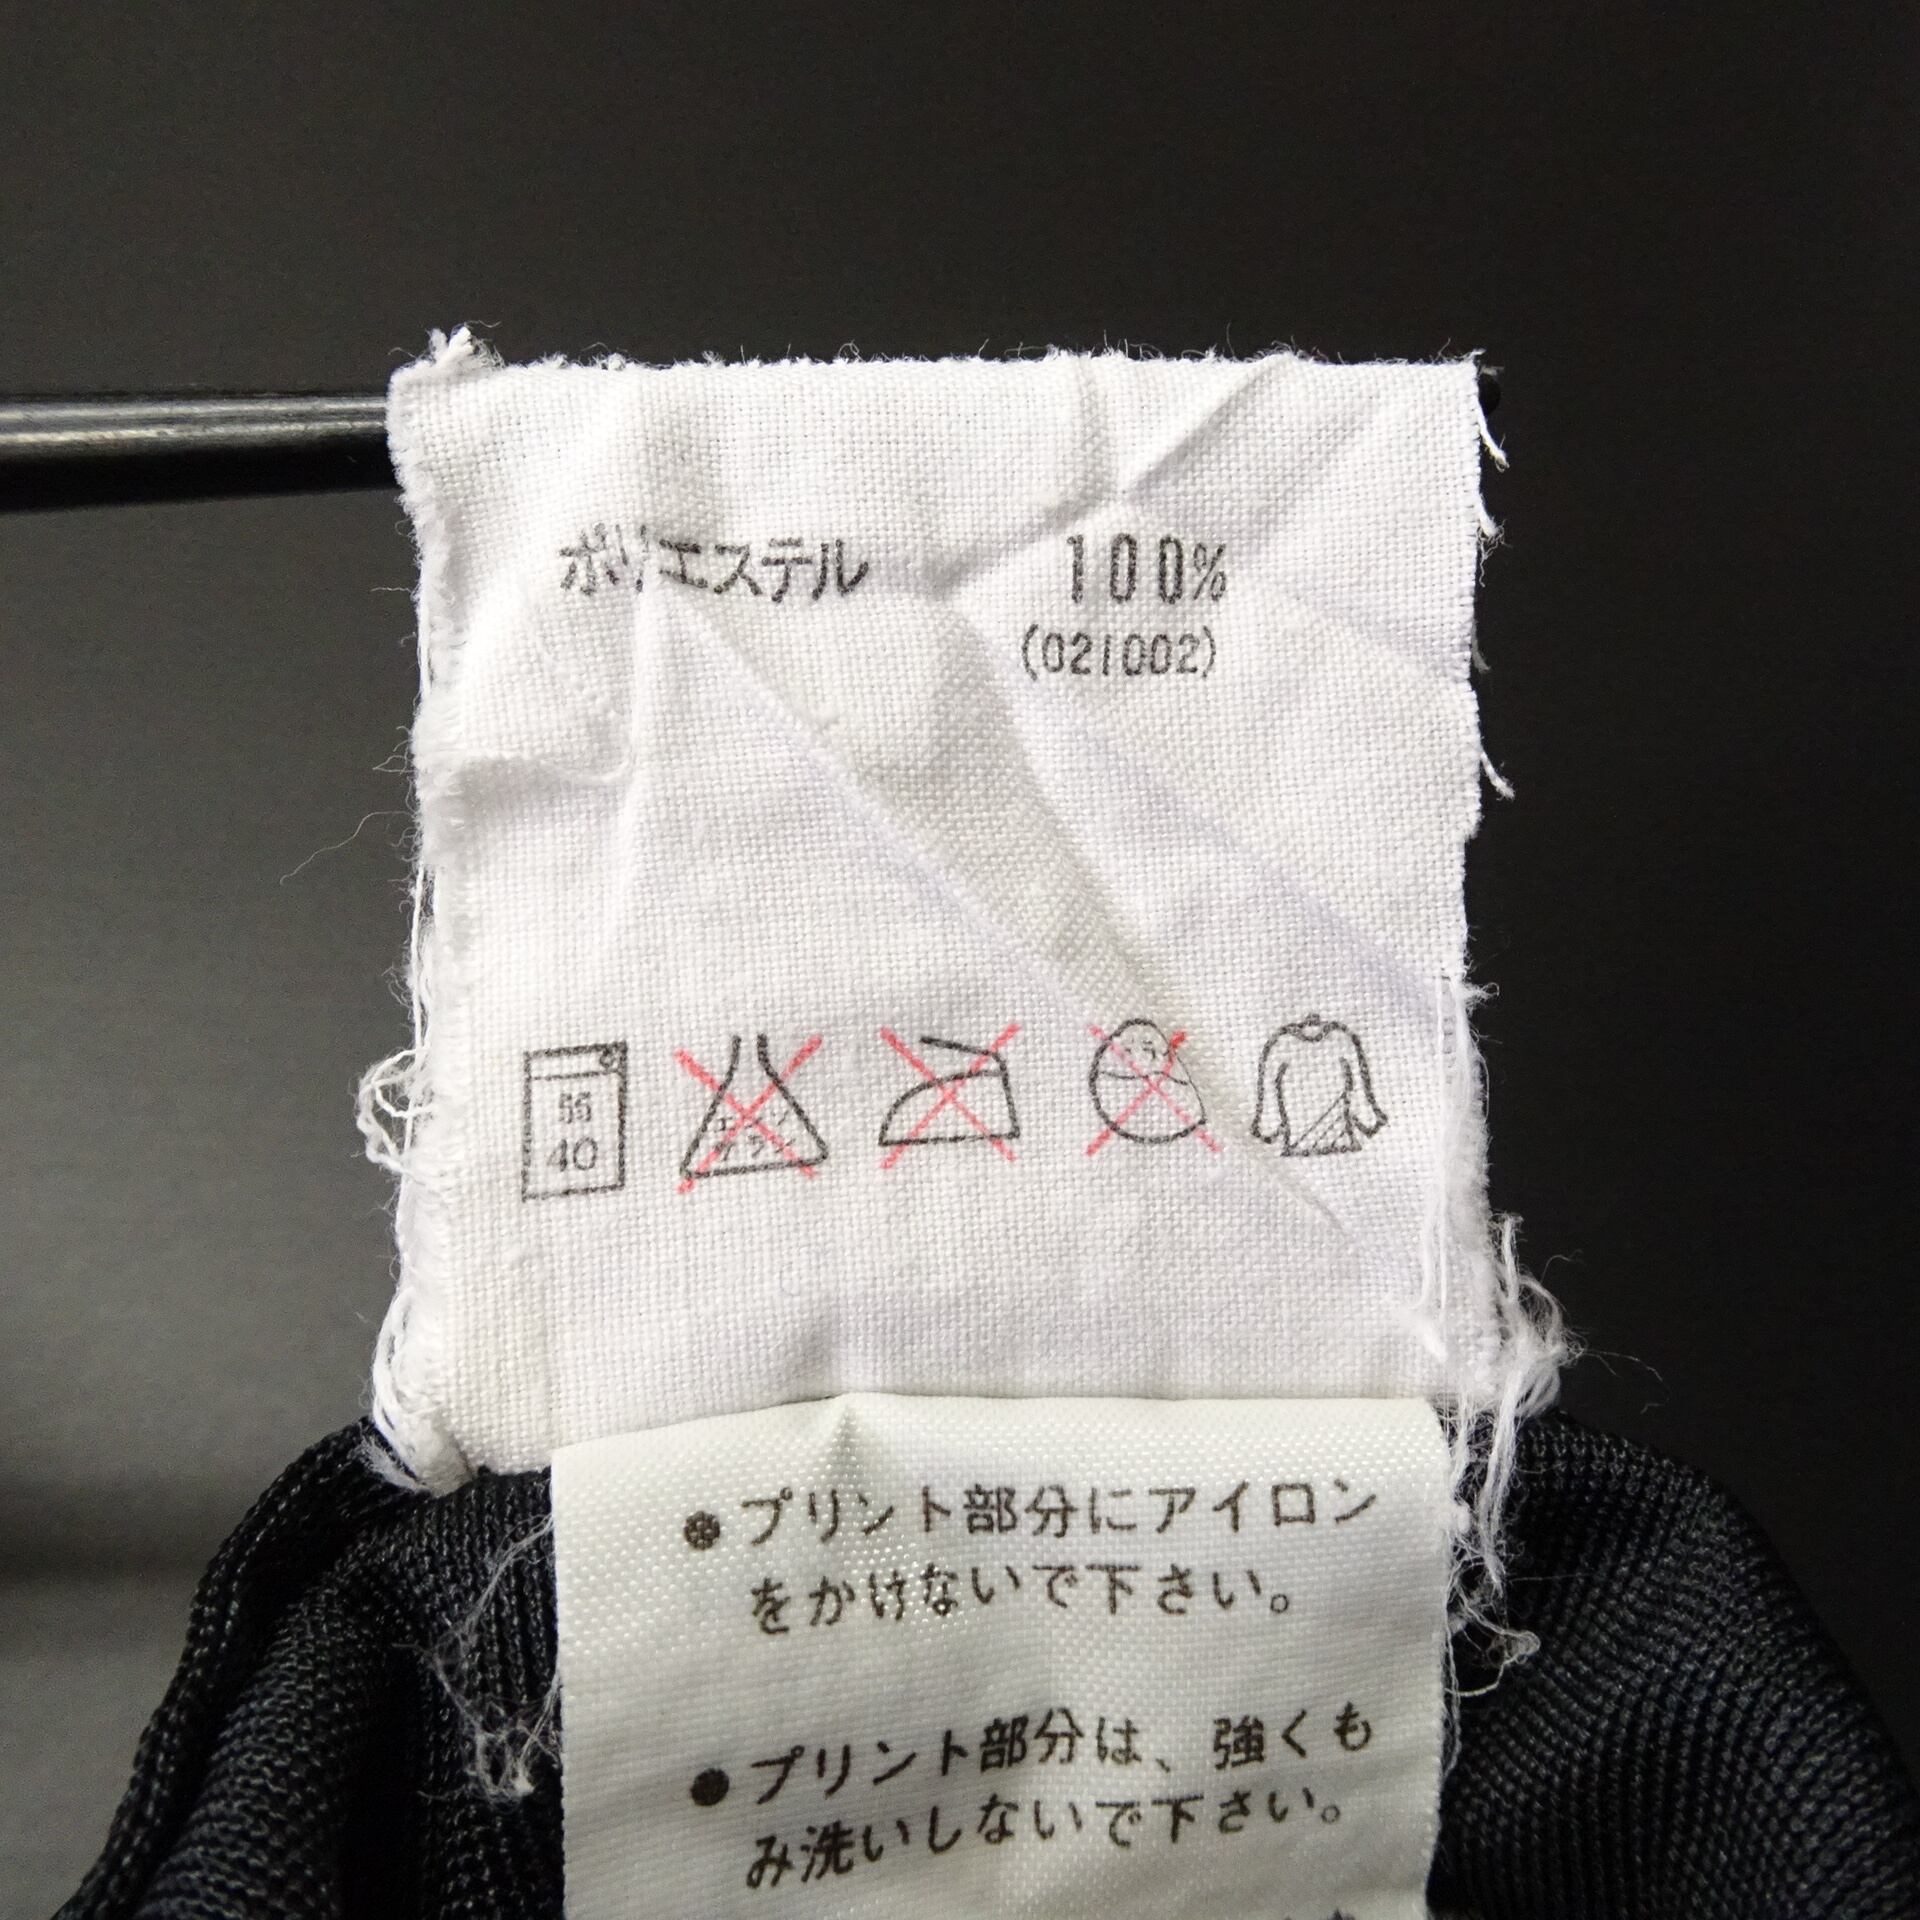 ポリエステル 100%
(021002)
40
● プリント部分にアイロン
をかけないで下さい。
● プリント部分は、強くも
み洗いしないで下さい。